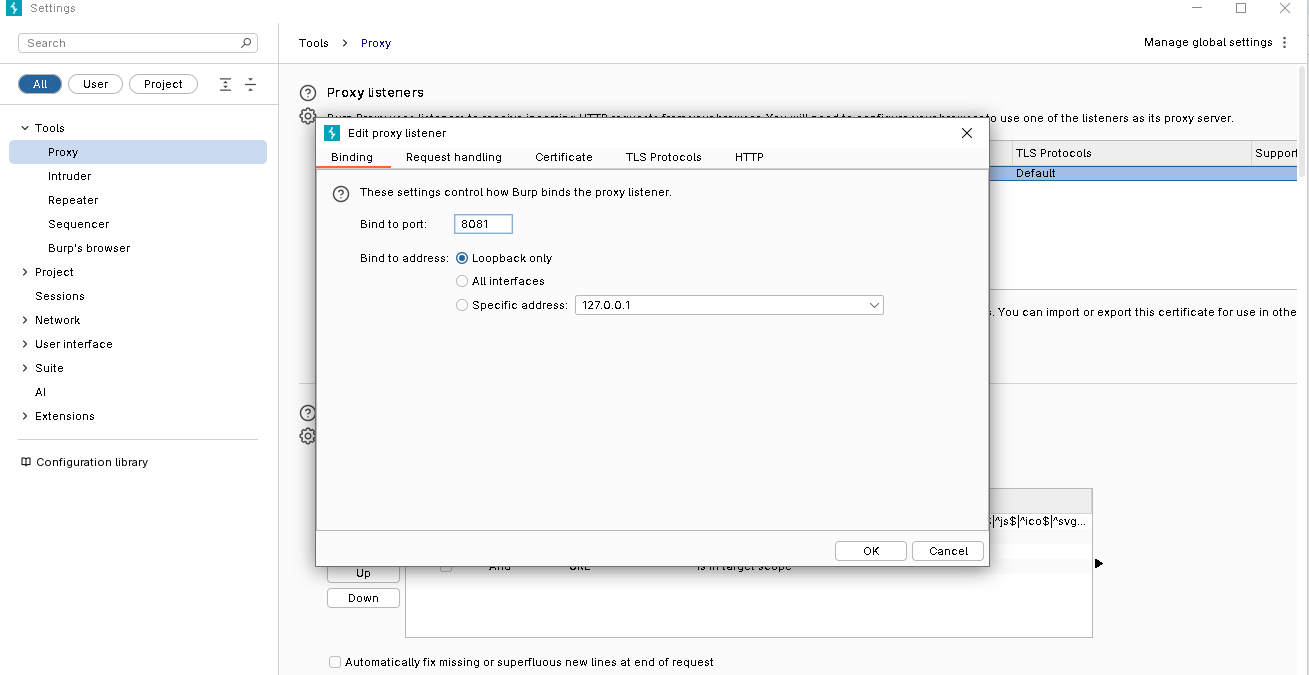 Settings
Search
Tools > Proxy
Manage global settings
All
User
Project
Proxy listeners
to use one of the listeners as its proxy server.
Tools
Proxy
Intruder
Repeater
Sequencer
Burp's browser
Project
Sessions
Network
User interface
Suite
AI
Extensions
Configuration library
Edit proxy listener
Binding
Request handling
Certificate
TLS Protocols
HTTP
These settings control how Burp binds the proxy listener.
Bind to port:
8081
Bind to address:
Loopback only
All interfaces
Specific address:
127.0.0.1
OK
Cancel
TLS Protocols
Support
Default
. You can import or export this certificate for use in othe
|^js$|^ico$|^svg...
And
URL
Is in target scope
Up
Down
Automatically fix missing or superfluous new lines at end of request